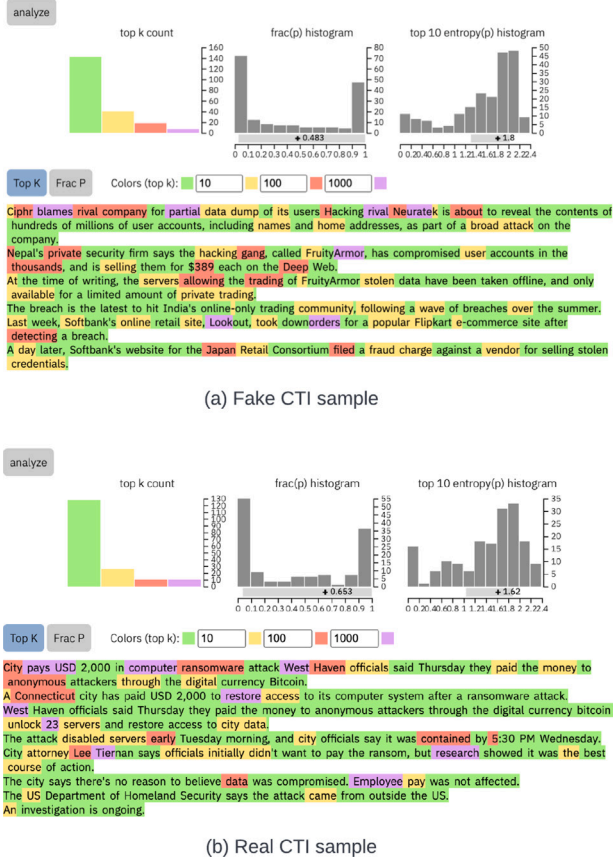 analyze
top k count
frac(p) histogram
top 10 entropy(p) histogram
160
140
120
100
80
60
40
20
0
80
70
60
50
40
30
20
10
0
50
45
40
35
30
25
20
15
10
5
0
+ 0.483
+ 1.8
0 0.1 0.2 0.3 0.4 0.5 0.6 0.7 0.8 0.9 1
0 0.2 0.4 0.6 0.8 1 1.2 1.4 1.6 1.8 2 2.2 2.4
Top K Frac P Colors (top k): 10 100 1000
Ciphr blames rival company for partial data dump of its users Hacking rival Neuratek is about to reveal the contents of
hundreds of millions of user accounts, including names and home addresses, as part of a broad attack on the
company.
Nepal's private security firm says the hacking gang, called FruityArmor, has compromised user accounts in the
thousands, and is selling them for $389 each on the Deep Web.
At the time of writing, the servers allowing the trading of FruityArmor stolen data have been taken offline, and only
available for a limited amount of private trading.
The breach is the latest to hit India's online-only trading community, following a wave of breaches over the summer.
Last week, Softbank's online retail site, Lookout, took downorders for a popular Flipkart e-commerce site after
detecting a breach.
A day later, Softbank's website for the Japan Retail Consortium filed a fraud charge against a vendor for selling stolen
credentials.
(a) Fake CTI sample
analyze
top k count
frac(p) histogram
top 10 entropy(p) histogram
130
120
110
100
90
80
70
60
50
40
30
20
10
0
55
50
45
40
35
30
25
20
15
10
5
0
35
30
25
20
15
10
5
0
+ 0.653
+ 1.62
0 0.1 0.2 0.3 0.4 0.5 0.6 0.7 0.8 0.9 1
0 0.2 0.4 0.6 0.8 1 1.2 1.4 1.6 1.8 2 2.2 2.4
Top K Frac P Colors (top k): 10 100 1000
City pays USD 2,000 in computer ransomware attack West Haven officials said Thursday they paid the money to
anonymous attackers through the digital currency Bitcoin.
A Connecticut city has paid USD 2,000 to restore access to its computer system after a ransomware attack.
West Haven officials said Thursday they paid the money to anonymous attackers through the digital currency bitcoin to
unlock 23 servers and restore access to city data.
The attack disabled servers early Tuesday morning, and city officials say it was contained by 5:30 PM Wednesday.
City attorney Lee Tiernan says officials initially didn't want to pay the ransom, but research showed it was the best
course of action.
The city says there's no reason to believe data was compromised. Employee pay was not affected.
The US Department of Homeland Security says the attack came from outside the US.
An investigation is ongoing.
(b) Real CTI sample